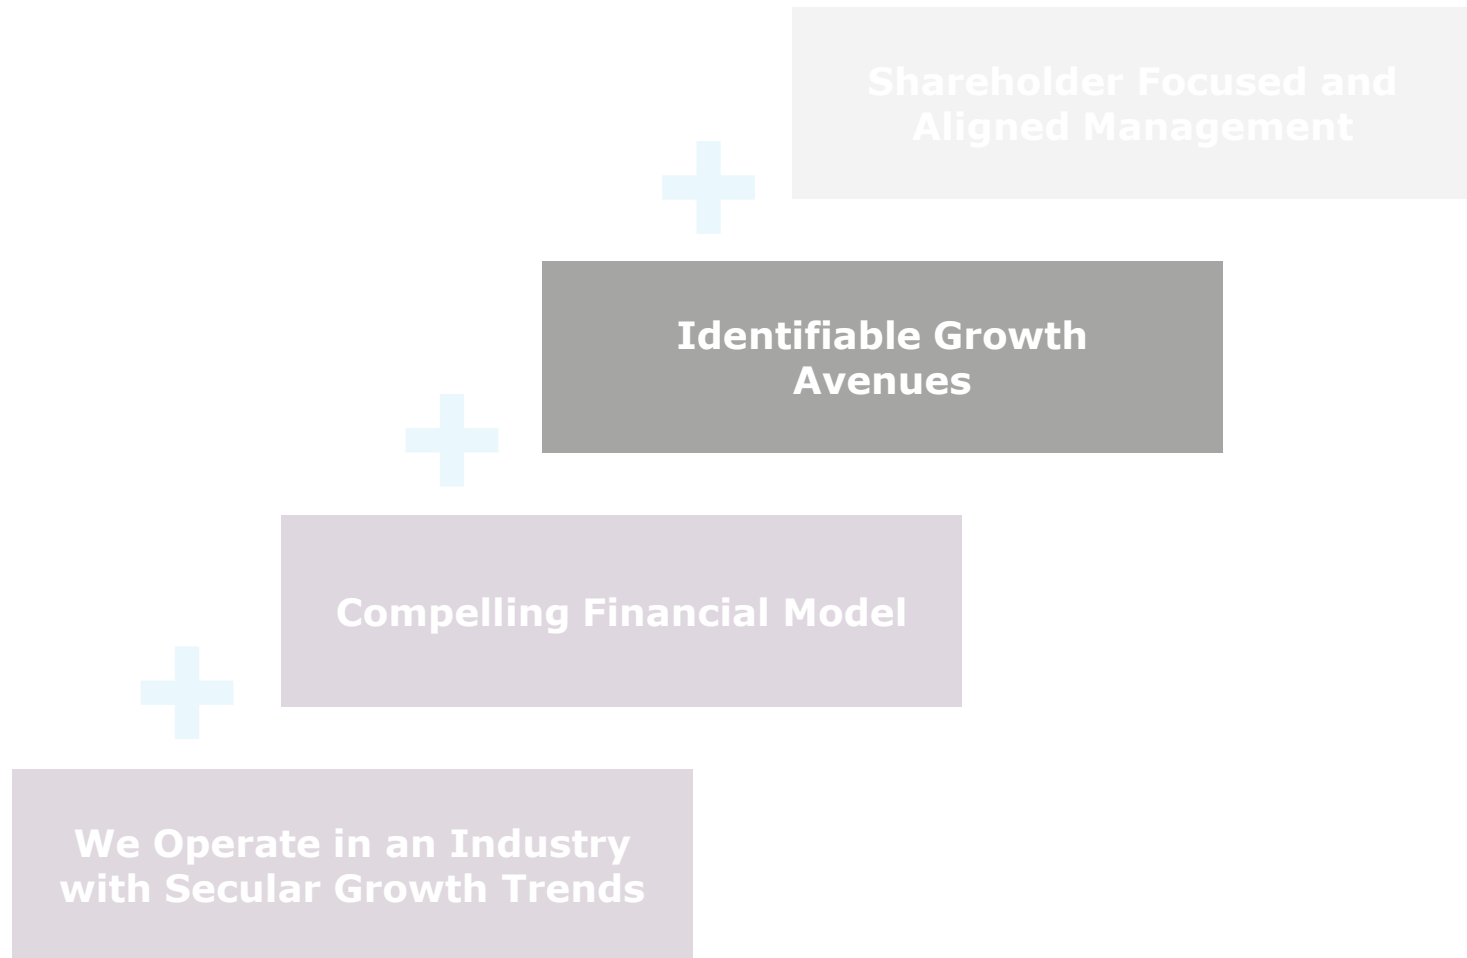 Shareholder Focused and
Aligned Management
Identifiable Growth
Avenues
Compelling Financial Model
We Operate in an Industry
with Secular Growth Trends